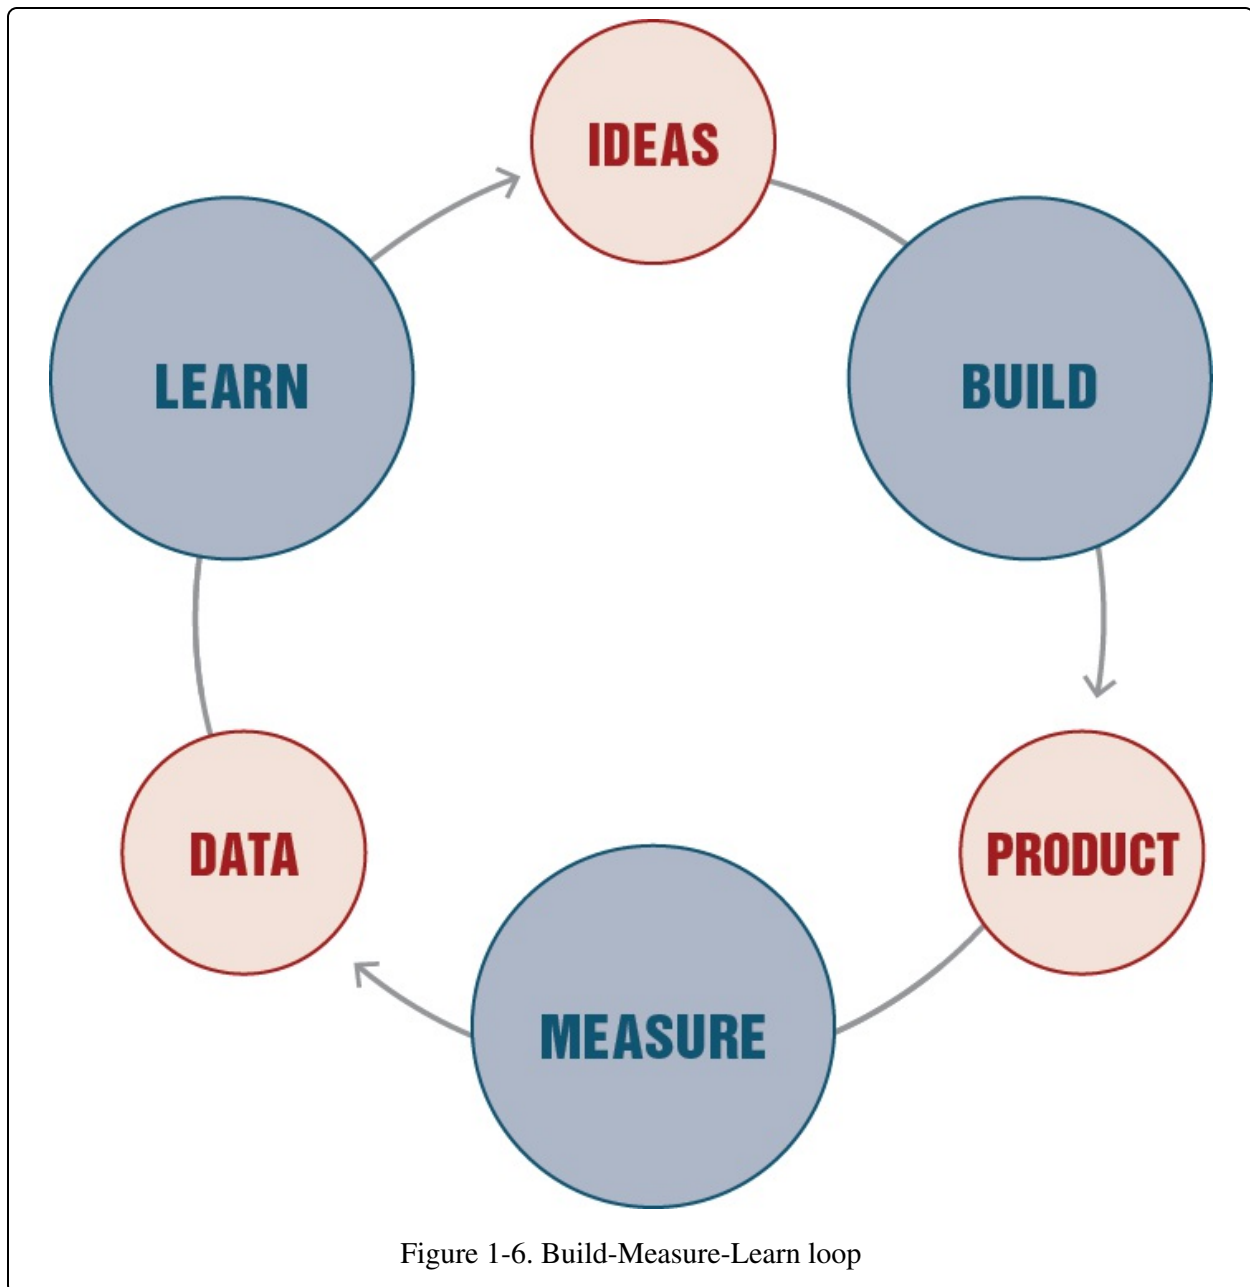 IDEAS
LEARN
BUILD
DATA
PRODUCT
MEASURE
Figure 1-6. Build-Measure-Learn loop